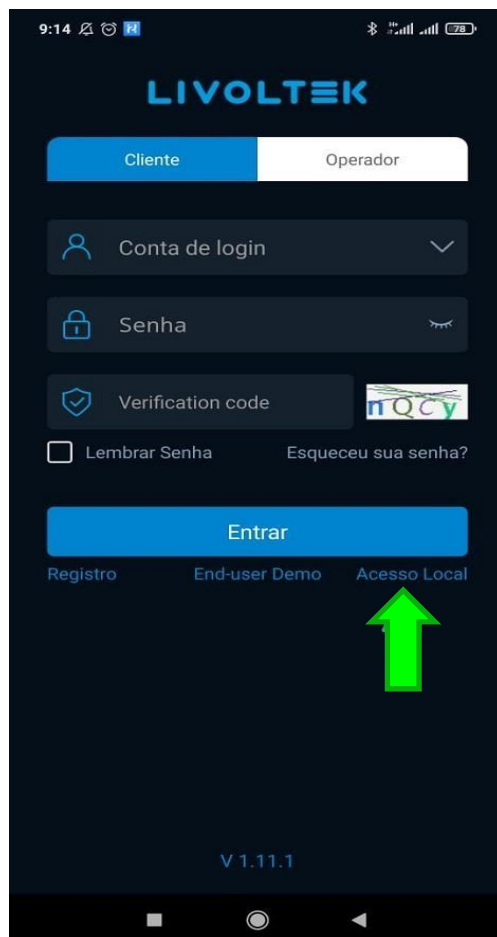 9:14
78
LIVOLTEK
Cliente Operador
Conta de login
Senha
Verification code nQCy
Lembrar Senha Esqueceu sua senha?
Entrar
Registro End-user Demo Acesso Local
V 1.11.1